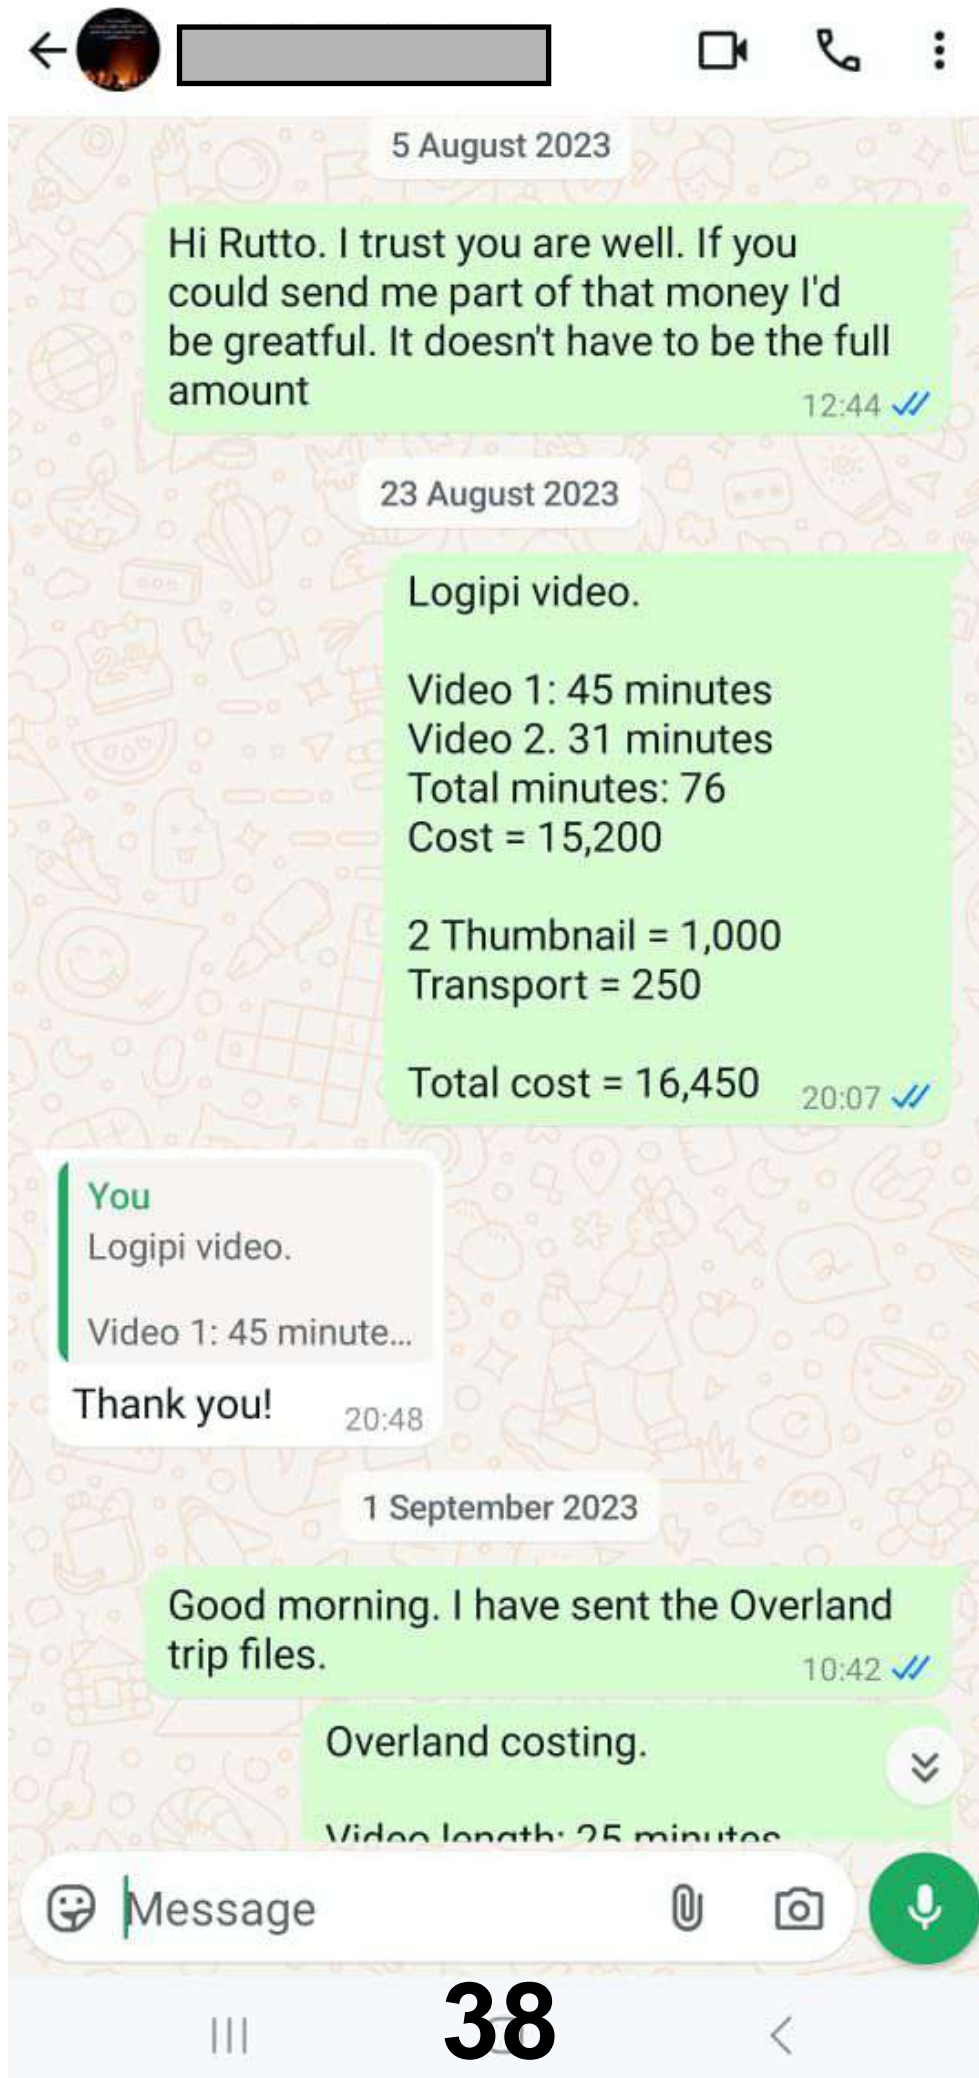 5 August 2023
Hi Rutto. I trust you are well. If you
could send me part of that money I'd
be greatful. It doesn't have to be the full
amount
12:44
23 August 2023
Logipi video.
Video 1: 45 minutes
Video 2. 31 minutes
Total minutes: 76
Cost = 15,200
2 Thumbnail = 1,000
Transport = 250
Total cost = 16,450
20:07
You
Logipi video.
Video 1: 45 minute...
Thank you!
20:48
1 September 2023
Good morning. I have sent the Overland
trip files.
10:42
Overland costing.
Video length: 25 minutes
Message
38